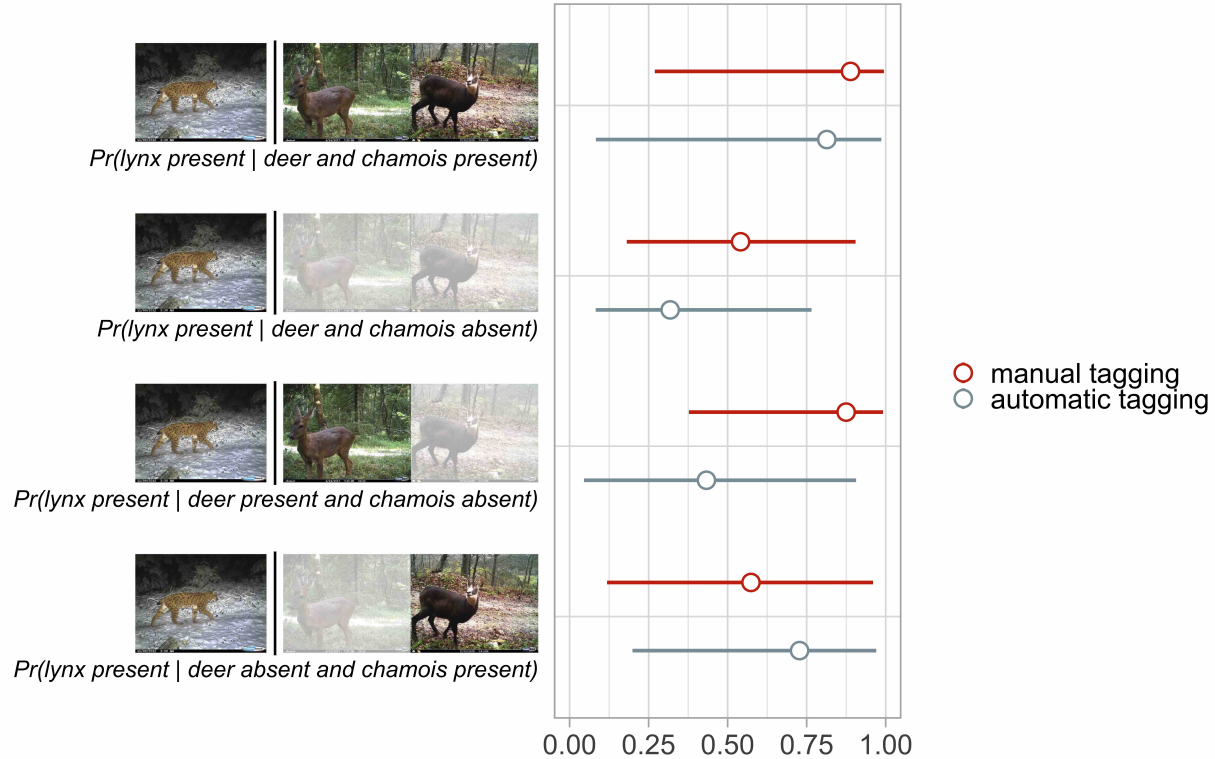 Pr(lynx present | deer and chamois present)
Pr(lynx present | deer and chamois absent)
Pr(lynx present | deer present and chamois absent)
Pr(lynx present | deer absent and chamois present)
manual tagging
automatic tagging
0.00 0.25 0.50 0.75 1.00